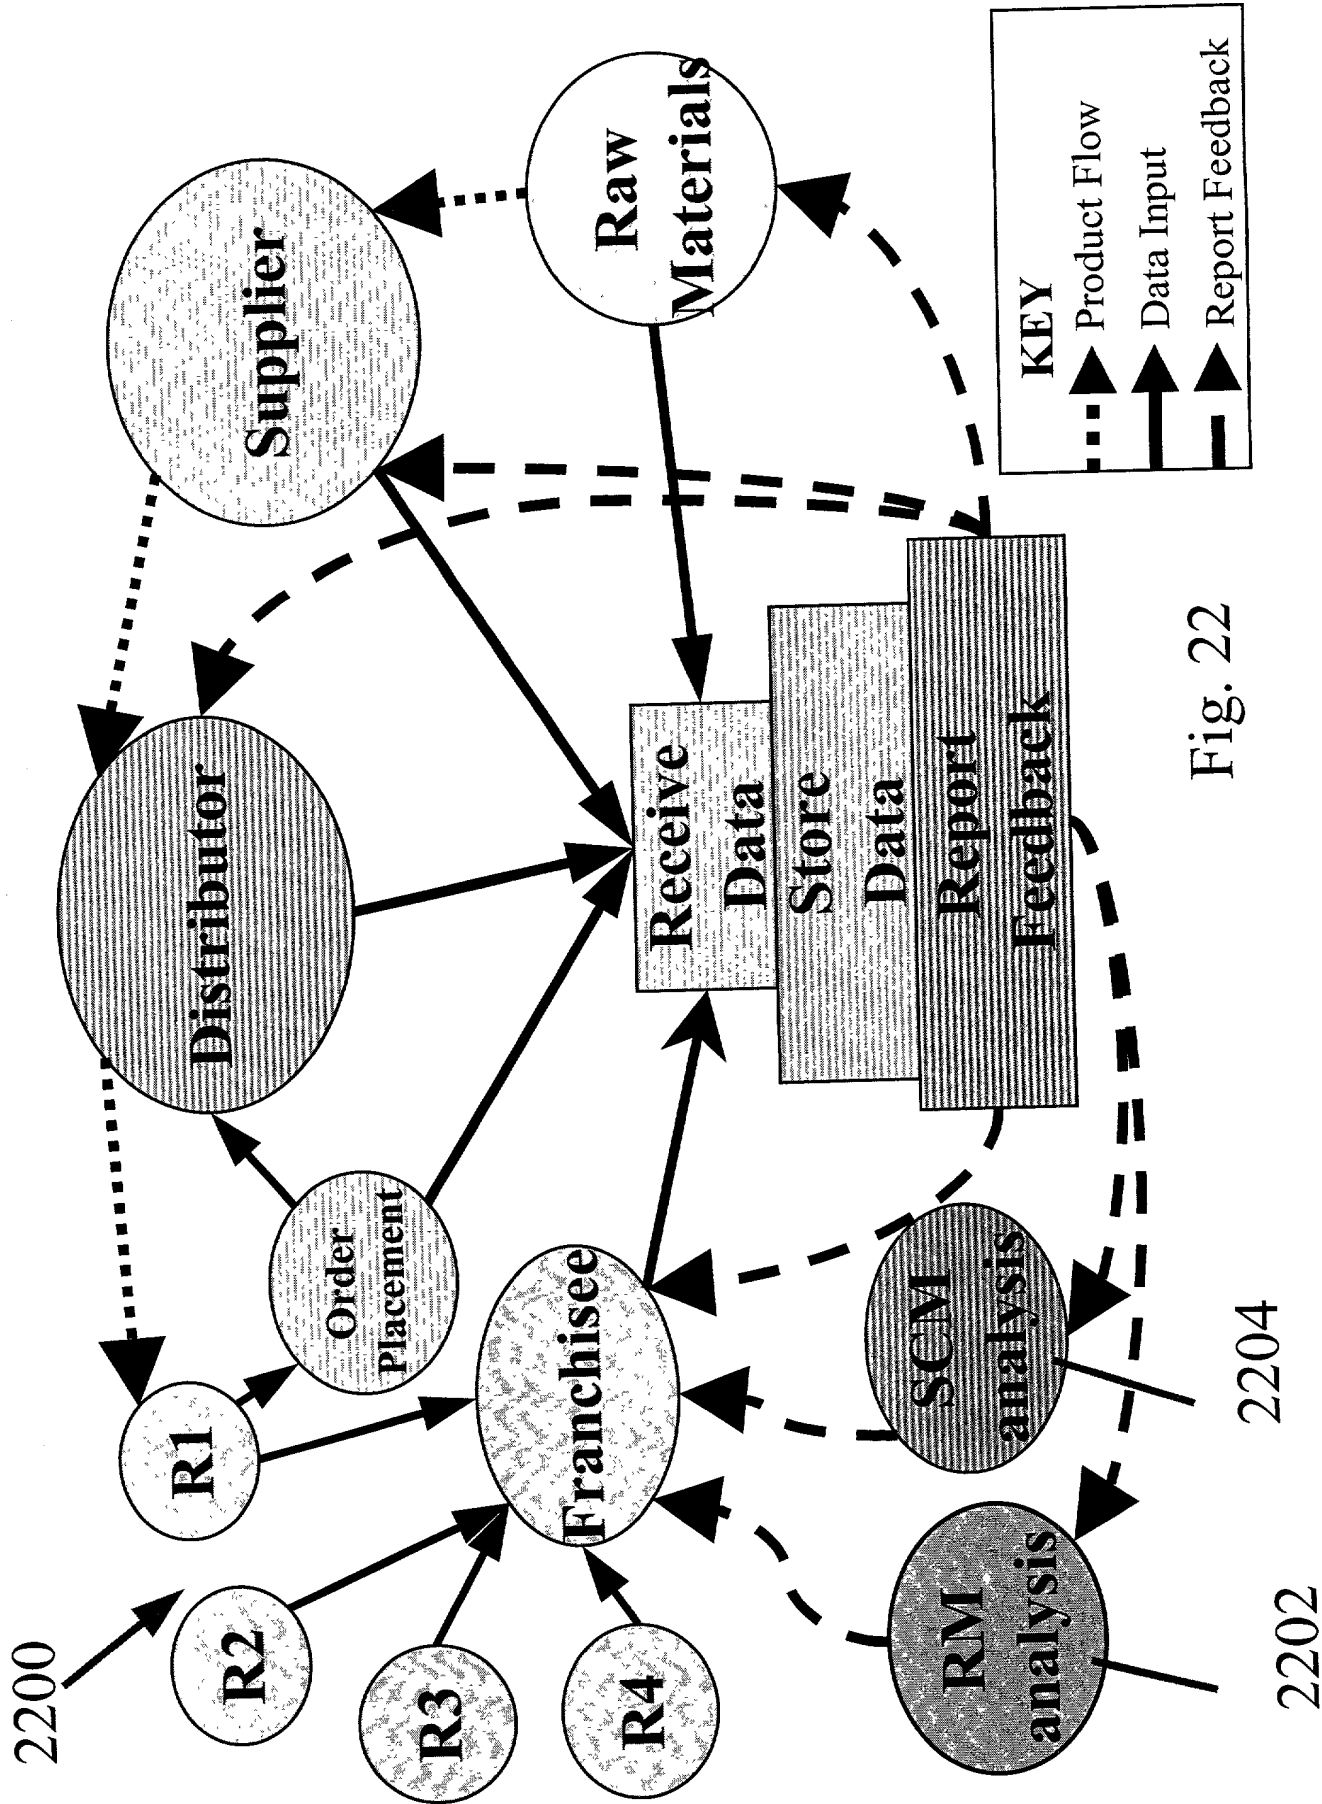 2200
R1
R2
R3
R4
Order
Placement
Distributor
Supplier
Franchisee
Raw
Materials
Receive
Data
Store
Data
Report
Feedback
RM
analysis
SCM
analysis
2202
2204
KEY
Product Flow
Data Input
Report Feedback
Fig. 22